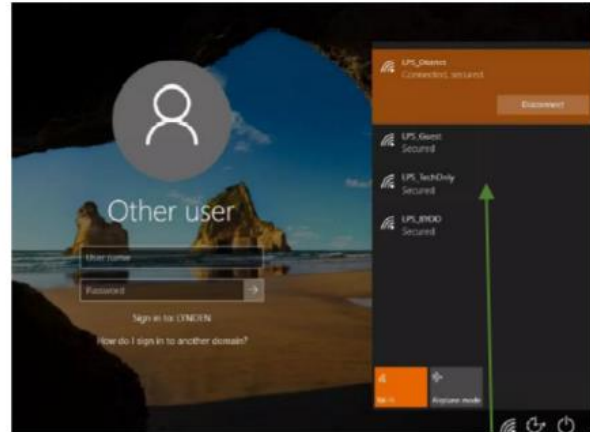 LPS_District
Connected, secured
Disconnect
LPS_Guest
Secured
LPS_TechOnly
Secured
LPS_BYOD
Secured
Other user
User name
Password
Sign in to: LYNDEN
How do I sign in to another domain?
Wi-Fi
Airplane mode